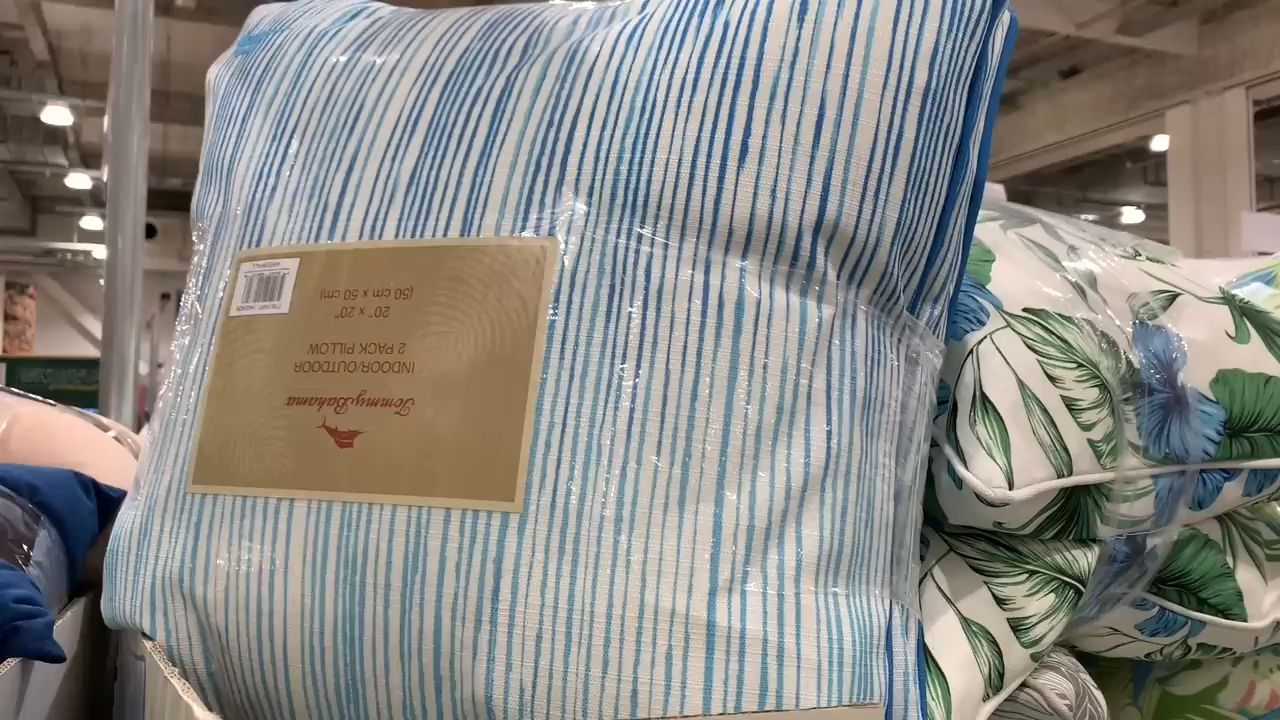 Tommy Bahama
INDOOR/OUTDOOR
2 PACK PILLOW
20" x 20"
(50 cm x 50 cm)